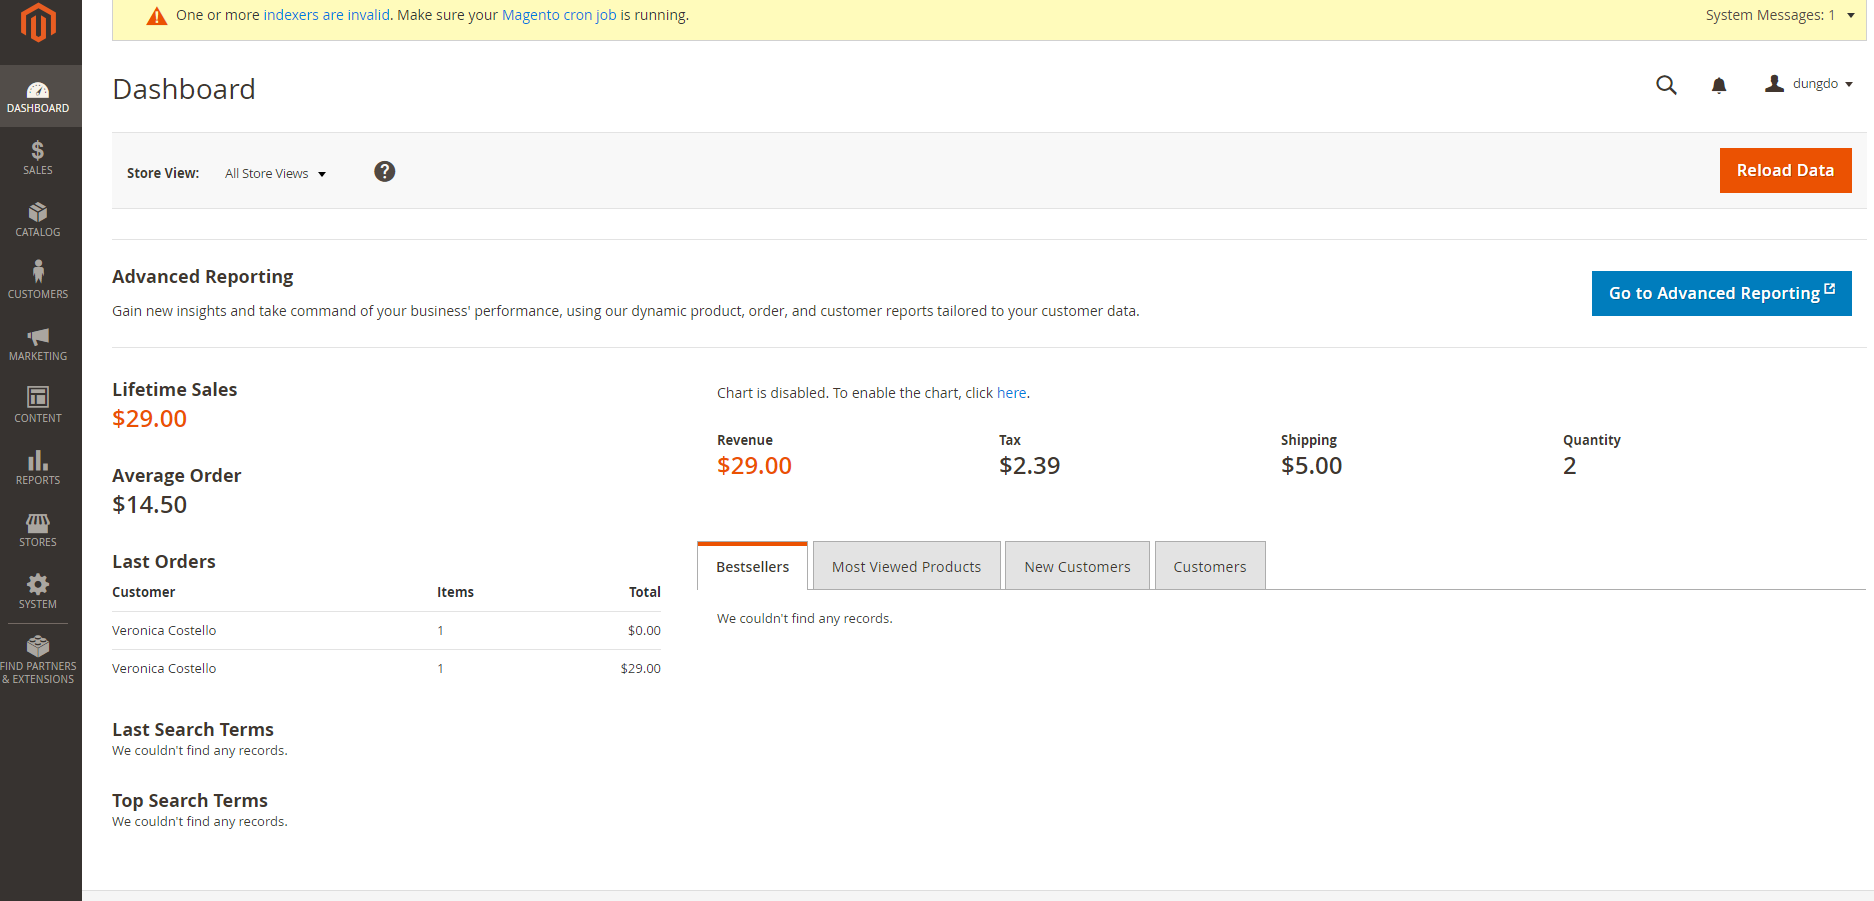 One or more indexers are invalid. Make sure your Magento cron job is running.
System Messages: 1
Dashboard
dungdo
DASHBOARD
SALES
CATALOG
CUSTOMERS
MARKETING
CONTENT
REPORTS
STORES
SYSTEM
FIND PARTNERS
& EXTENSIONS
Store View: All Store Views ?
Reload Data
Advanced Reporting
Gain new insights and take command of your business' performance, using our dynamic product, order, and customer reports tailored to your customer data.
Go to Advanced Reporting
Lifetime Sales
$29.00
Average Order
$14.50
Last Orders
Customer Items Total
Veronica Costello 1 $0.00
Veronica Costello 1 $29.00
Last Search Terms
We couldn't find any records.
Top Search Terms
We couldn't find any records.
Chart is disabled. To enable the chart, click here.
Revenue Tax Shipping Quantity
$29.00 $2.39 $5.00 2
Bestsellers Most Viewed Products New Customers Customers
We couldn't find any records.